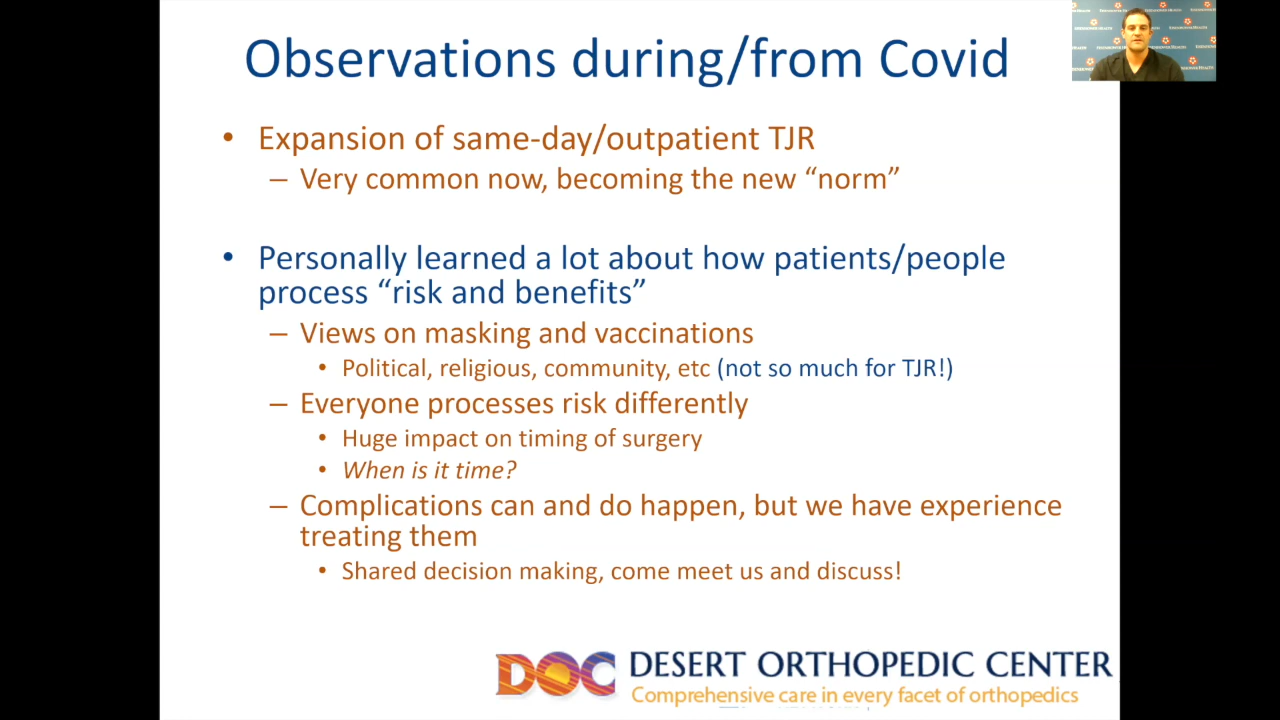 Observations during/from Covid
• Expansion of same-day/outpatient TJR
– Very common now, becoming the new “norm”
• Personally learned a lot about how patients/people
process “risk and benefits”
– Views on masking and vaccinations
• Political, religious, community, etc (not so much for TJR!)
– Everyone processes risk differently
• Huge impact on timing of surgery
• When is it time?
– Complications can and do happen, but we have experience
treating them
• Shared decision making, come meet us and discuss!
DOC DESERT ORTHOPEDIC CENTER
Comprehensive care in every facet of orthopedics